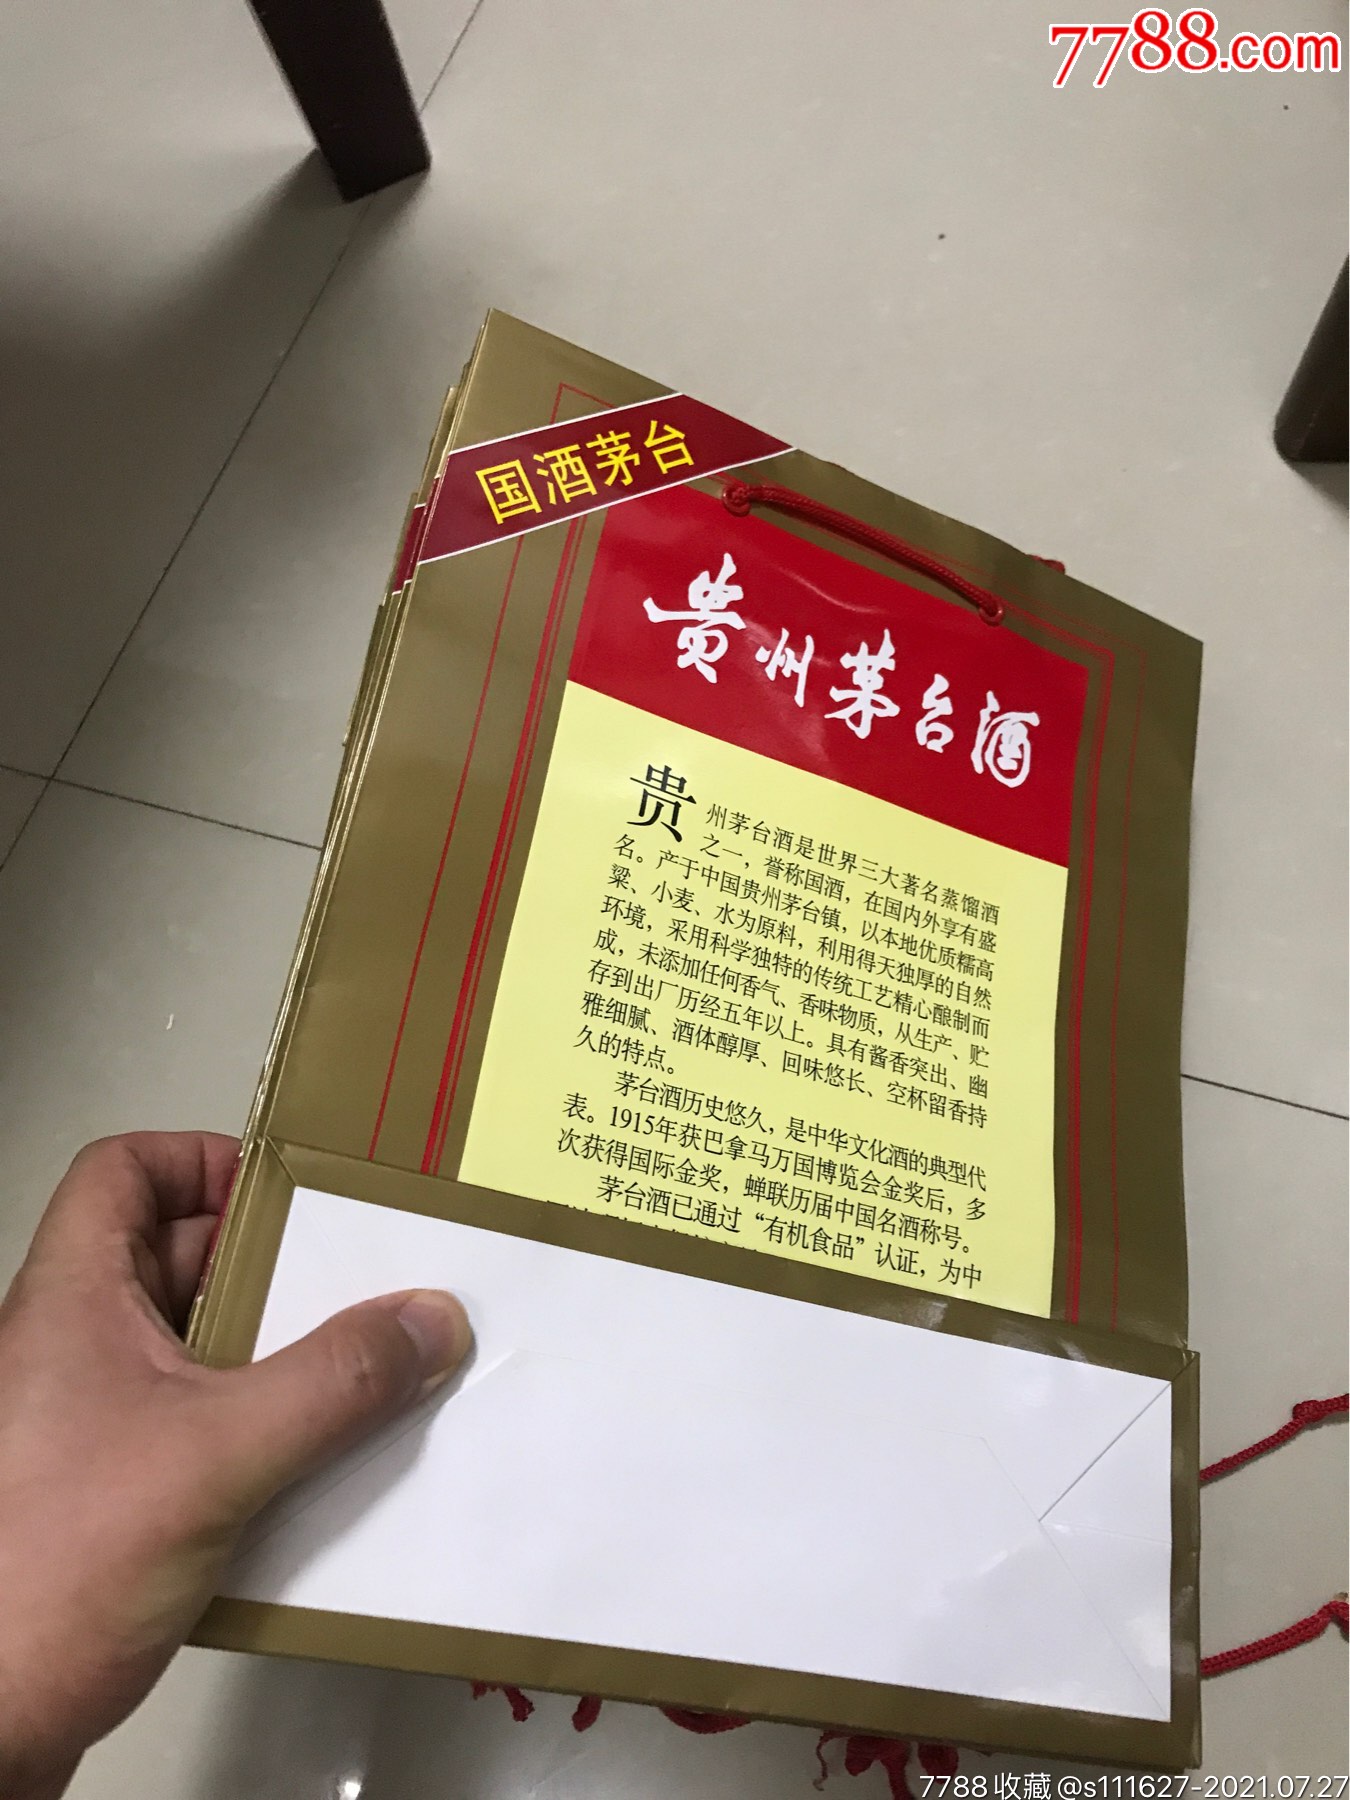 7788.com
国酒茅台
贵州茅台酒
贵州茅台酒是世界三大著名蒸馏酒
之一，誉称国酒，在国内外享有盛
名。产于中国贵州茅台镇，以本地优质糯高
粱、小麦、水为原料，利用得天独厚的自然
环境，采用科学独特的传统工艺精心酿制而
成，未添加任何香气、香味物质，从生产、贮
存到出厂历经五年以上。具有酱香突出、幽
雅细腻、酒体醇厚、回味悠长、空杯留香持
久的特点。
茅台酒历史悠久，是中华文化酒的典型代
表。1915年获巴拿马万国博览会金奖后，多
次获得国际金奖，蝉联历届中国名酒称号。
茅台酒已通过“有机食品”认证，为中
7788收藏@s111627-2021.07.27